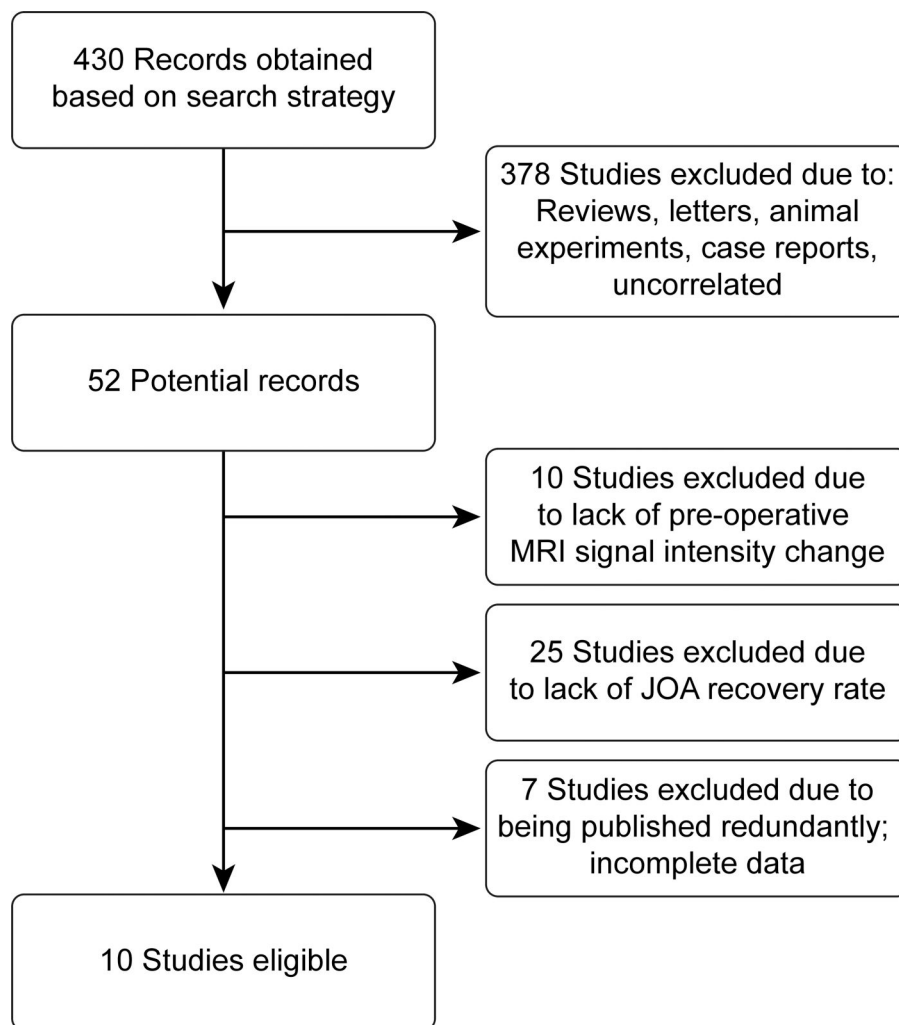 430 Records obtained
based on search strategy
378 Studies excluded due to:
Reviews, letters, animal
experiments, case reports,
uncorrelated
52 Potential records
10 Studies excluded due
to lack of pre-operative
MRI signal intensity change
25 Studies excluded due
to lack of JOA recovery rate
7 Studies excluded due to
being published redundantly;
incomplete data
10 Studies eligible